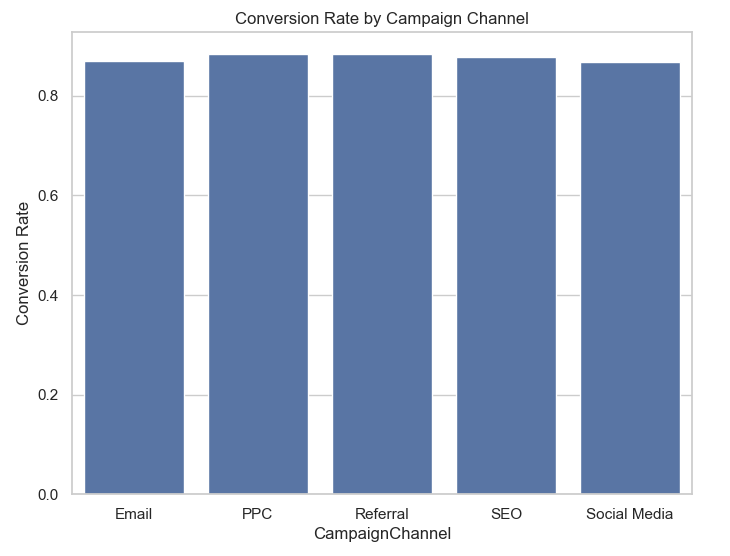 Conversion Rate by Campaign Channel
Conversion Rate
0.8
0.6
0.4
0.2
0.0
Email PPC Referral SEO Social Media
CampaignChannel